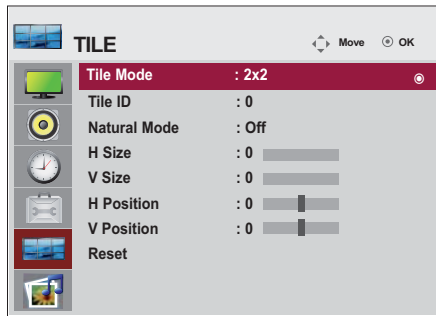 TILE Move OK
Tile Mode : 2x2
Tile ID : 0
Natural Mode : Off
H Size : 0
V Size : 0
H Position : 0
V Position : 0
Reset